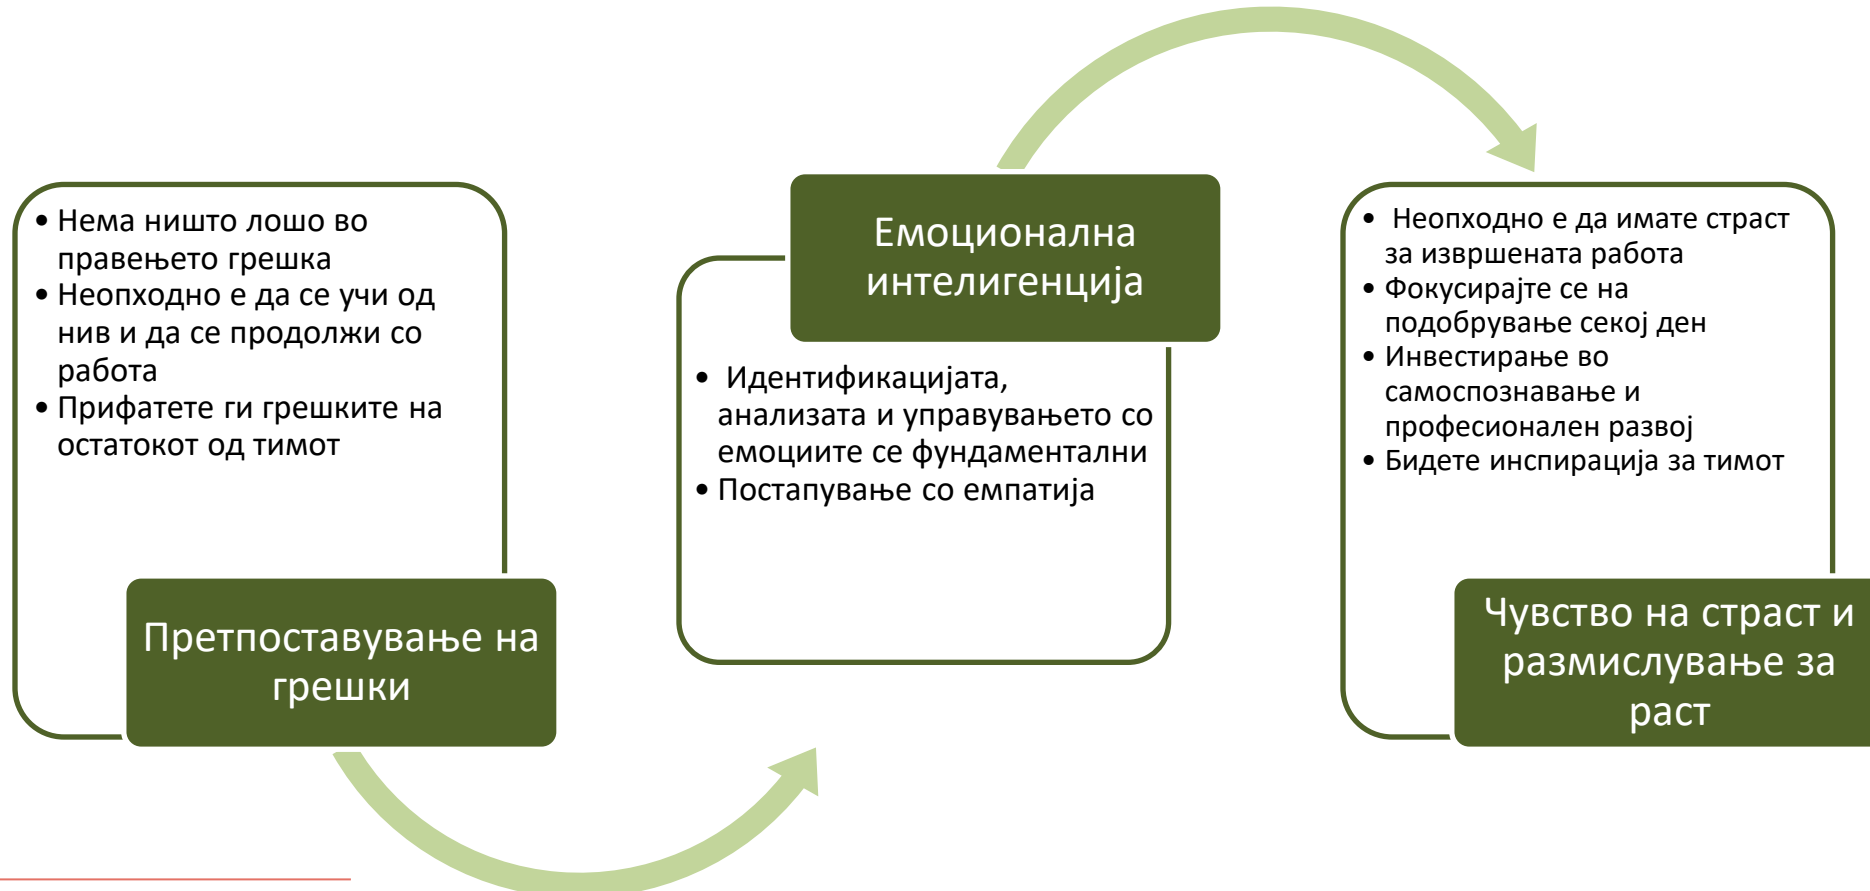 • Нема ништо лошо во
правењето грешка
• Неопходно е да се учи од
нив и да се продолжи со
работа
• Прифатете ги грешките на
остатокот од тимот
Претпоставување на
грешки
Емоционална
интелигенција
• Идентификацијата,
анализата и управувањето со
емоциите се фундаментални
• Постапување со емпатија
• Неопходно е да имате страст
за извршената работа
• Фокусирајте се на
подобрување секој ден
• Инвестирање во
самоспознавање и
професионален развој
• Бидете инспирација за тимот
Чувство на страст и
размислување за
раст